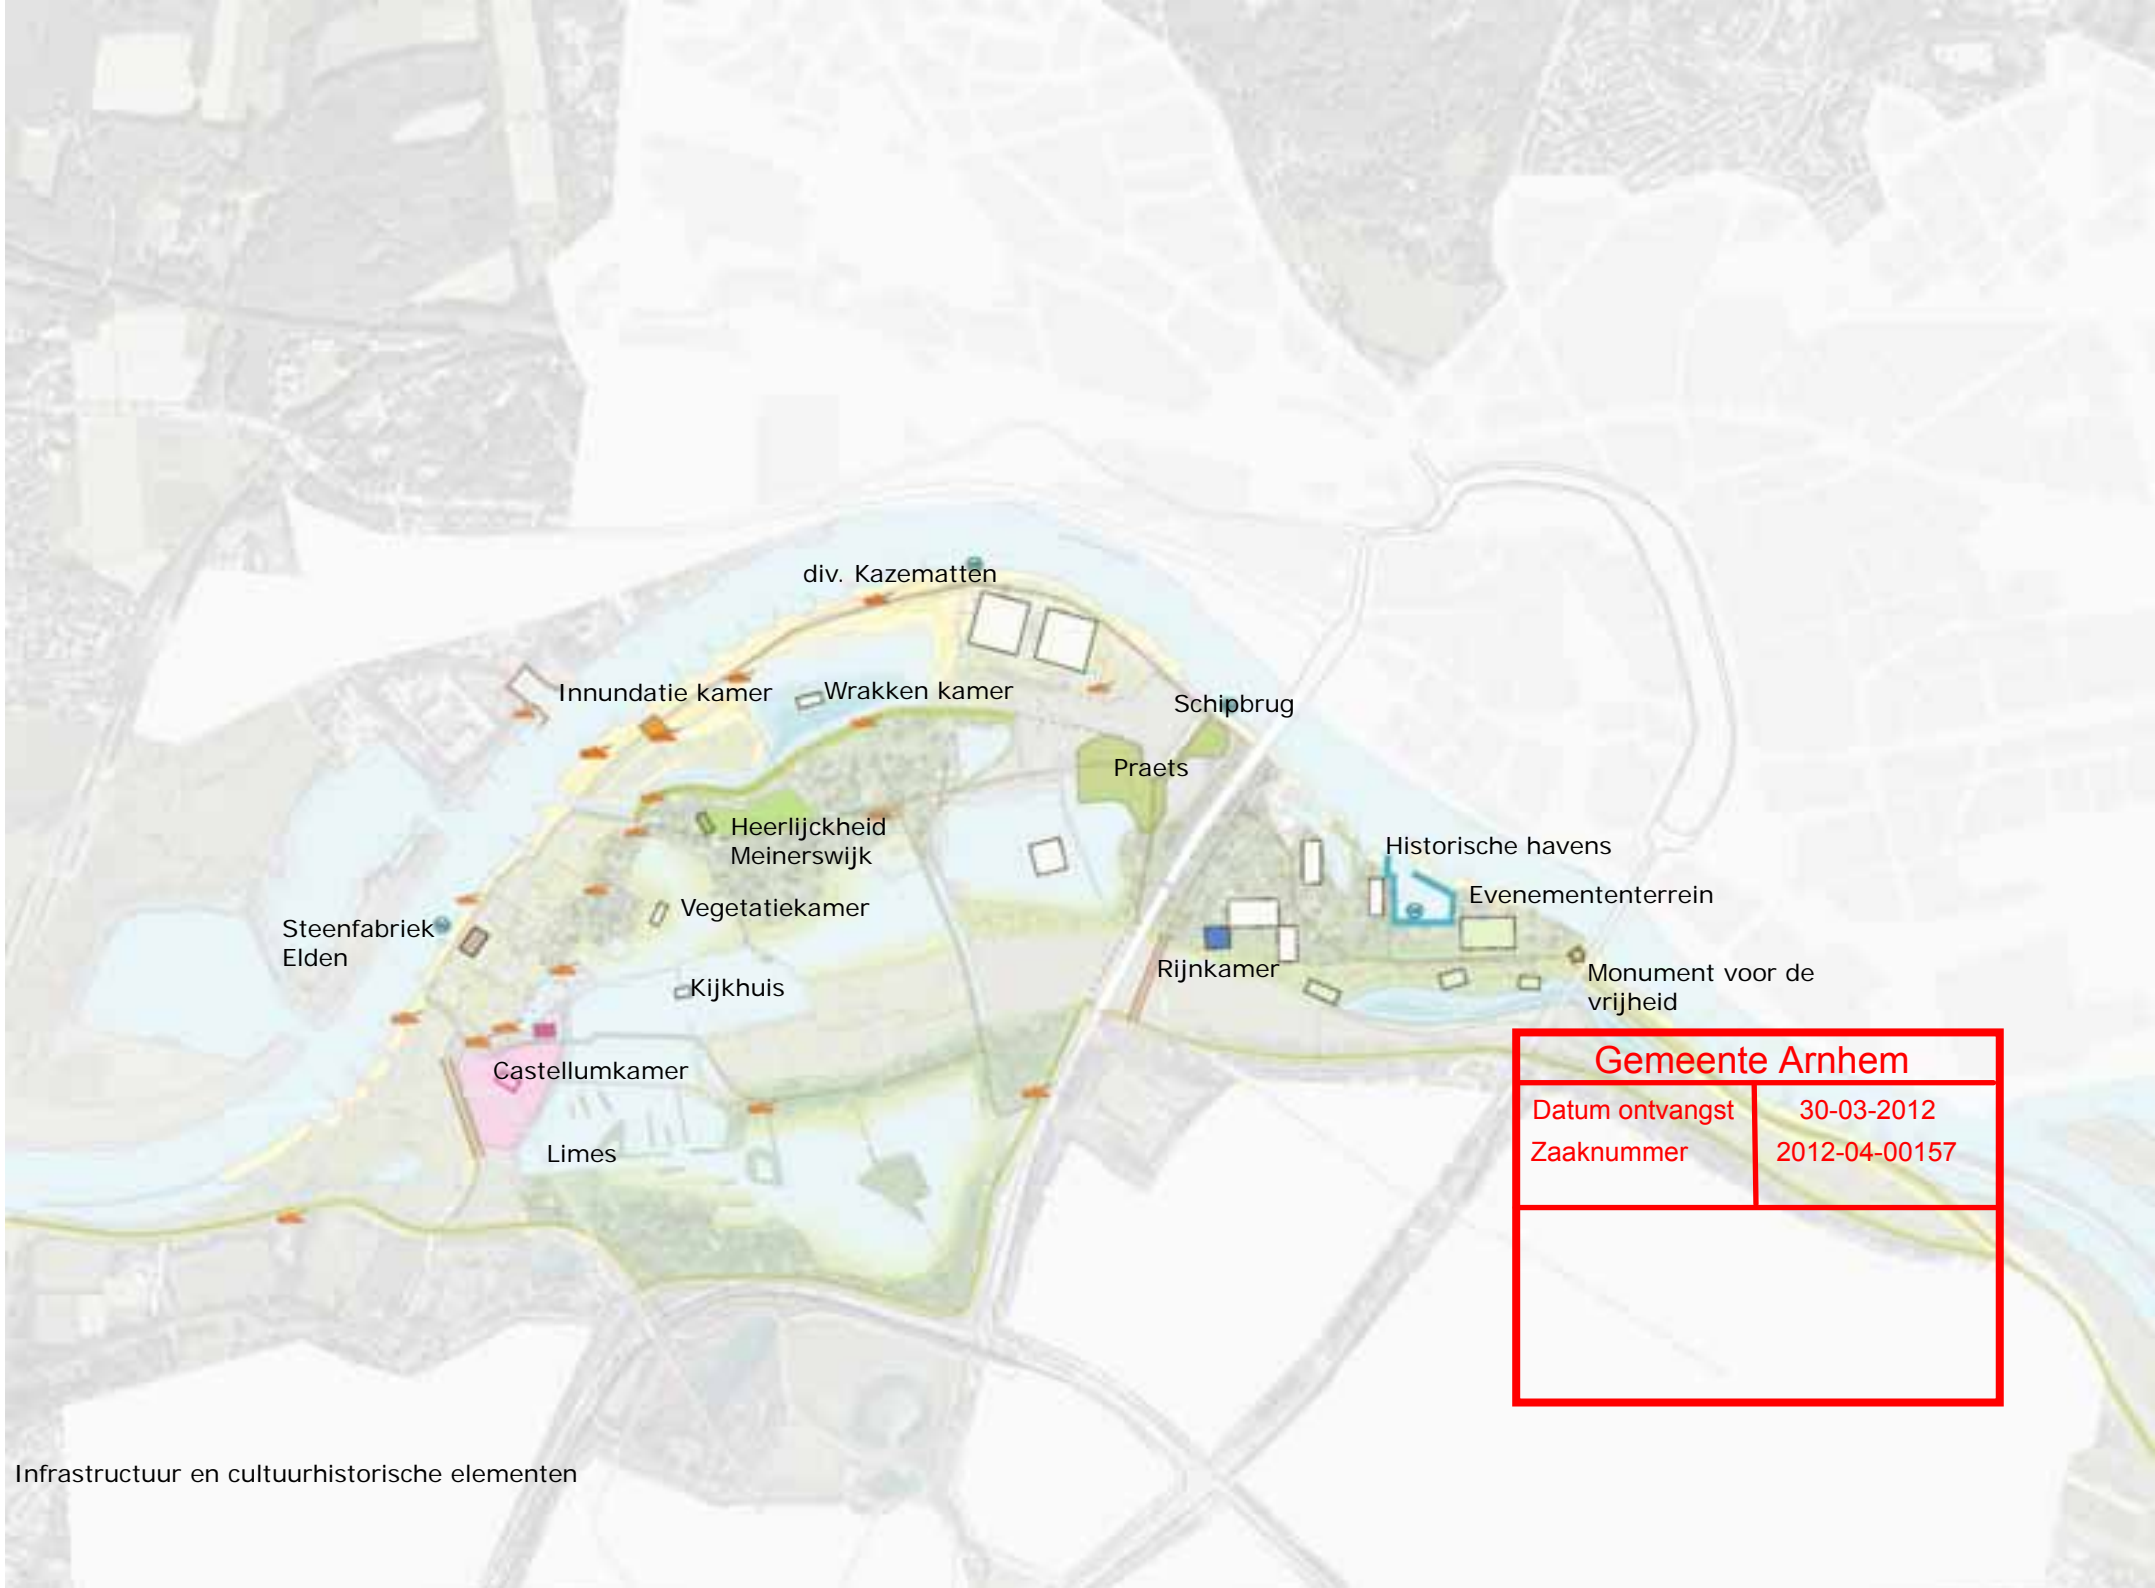 div. Kazematten
Innundatie kamer
Wrakken kamer
Schipbrug
Praets
Heerlijckheid
Meinerswijk
Historische havens
Evenemententerrein
Vegetatiekamer
Steenfabriek
Elden
Rijnkamer
Kijkhuis
Monument voor de
vrijheid
Castellumkamer
Limes
Gemeente Arnhem
Datum ontvangst 30-03-2012
Zaaknummer 2012-04-00157
Infrastructuur en cultuurhistorische elementen